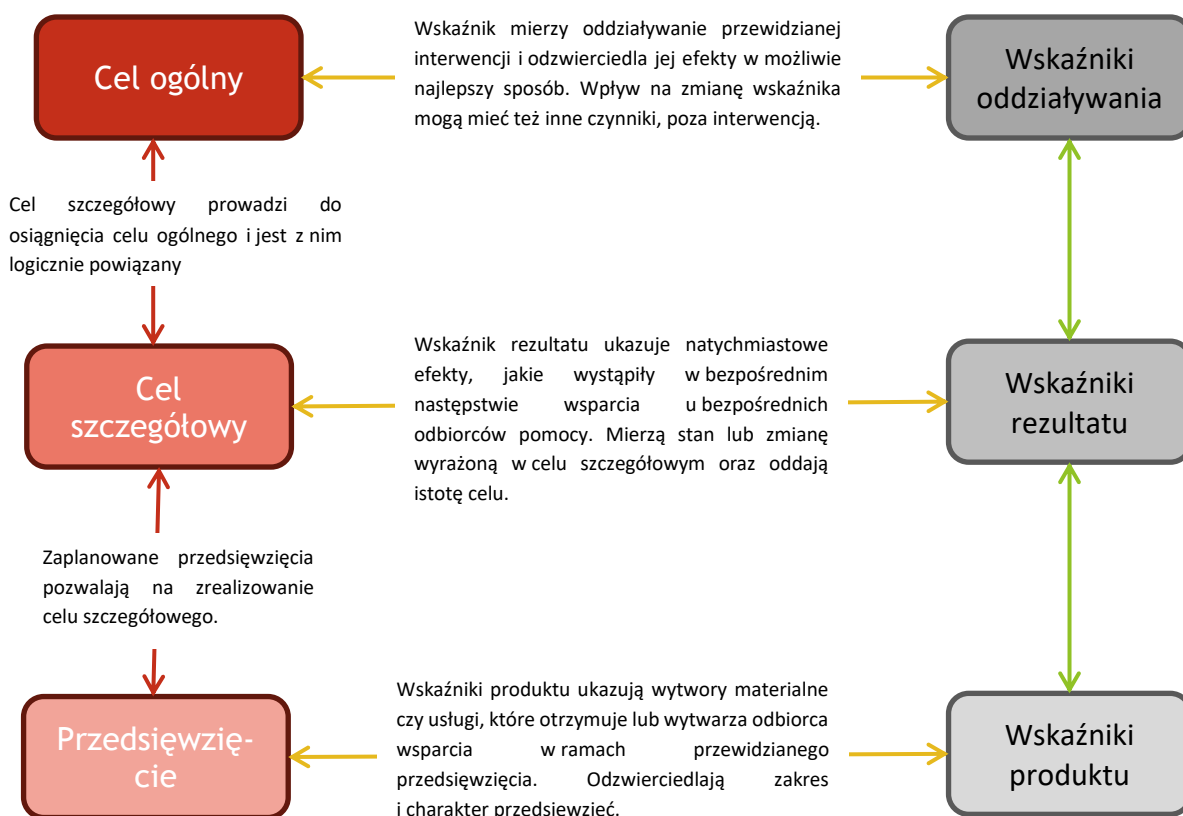 Cel ogólny
Wskaźnik mierzy oddziaływanie przewidzianej
interwencji i odzwierciedla jej efekty w możliwie
najlepszy sposób. Wpływ na zmianę wskaźnika
mogą mieć też inne czynniki, poza interwencją.
Wskaźniki
oddziaływania
Cel szczegółowy prowadzi do
osiągnięcia celu ogólnego i jest z nim
logicznie powiązany
Cel
szczegółowy
Wskaźnik rezultatu ukazuje natychmiastowe
efekty, jakie wystąpiły w bezpośrednim
następstwie wsparcia u bezpośrednich
odbiorców pomocy. Mierzą stan lub zmianę
wyrażoną w celu szczegółowym oraz oddają
istotę celu.
Wskaźniki
rezultatu
Zaplanowane przedsięwzięcia
pozwalają na zrealizowanie
celu szczegółowego.
Przedsięwzię-
cie
Wskaźniki produktu ukazują wytwory materialne
czy usługi, które otrzymuje lub wytwarza odbiorca
wsparcia w ramach przewidzianego
przedsięwzięcia. Odzwierciedlają zakres
i charakter przedsięwzięć.
Wskaźniki
produktu